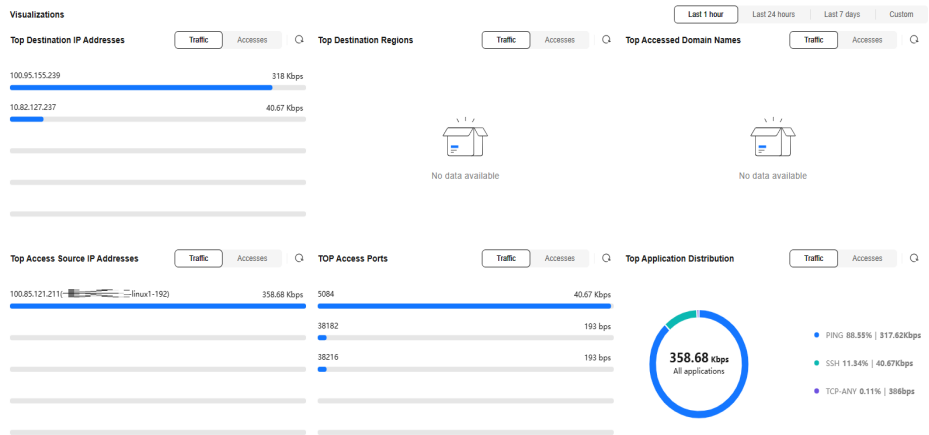 Visualizations
Last 1 hour Last 24 hours Last 7 days Custom
Top Destination IP Addresses Traffic Accesses
100.95.155.239 318 Kbps
10.82.127.237 40.67 Kbps
Top Destination Regions Traffic Accesses
No data available
Top Accessed Domain Names Traffic Accesses
No data available
Top Access Source IP Addresses Traffic Accesses
100.85.121.211( -linux1-192) 358.68 Kbps
TOP Access Ports Traffic Accesses
5084 40.67 Kbps
38182 193 bps
38216 193 bps
Top Application Distribution Traffic Accesses
358.68 Kbps
All applications
PING 88.55% | 317.62Kbps
SSH 11.34% | 40.67Kbps
TCP-ANY 0.11% | 386bps